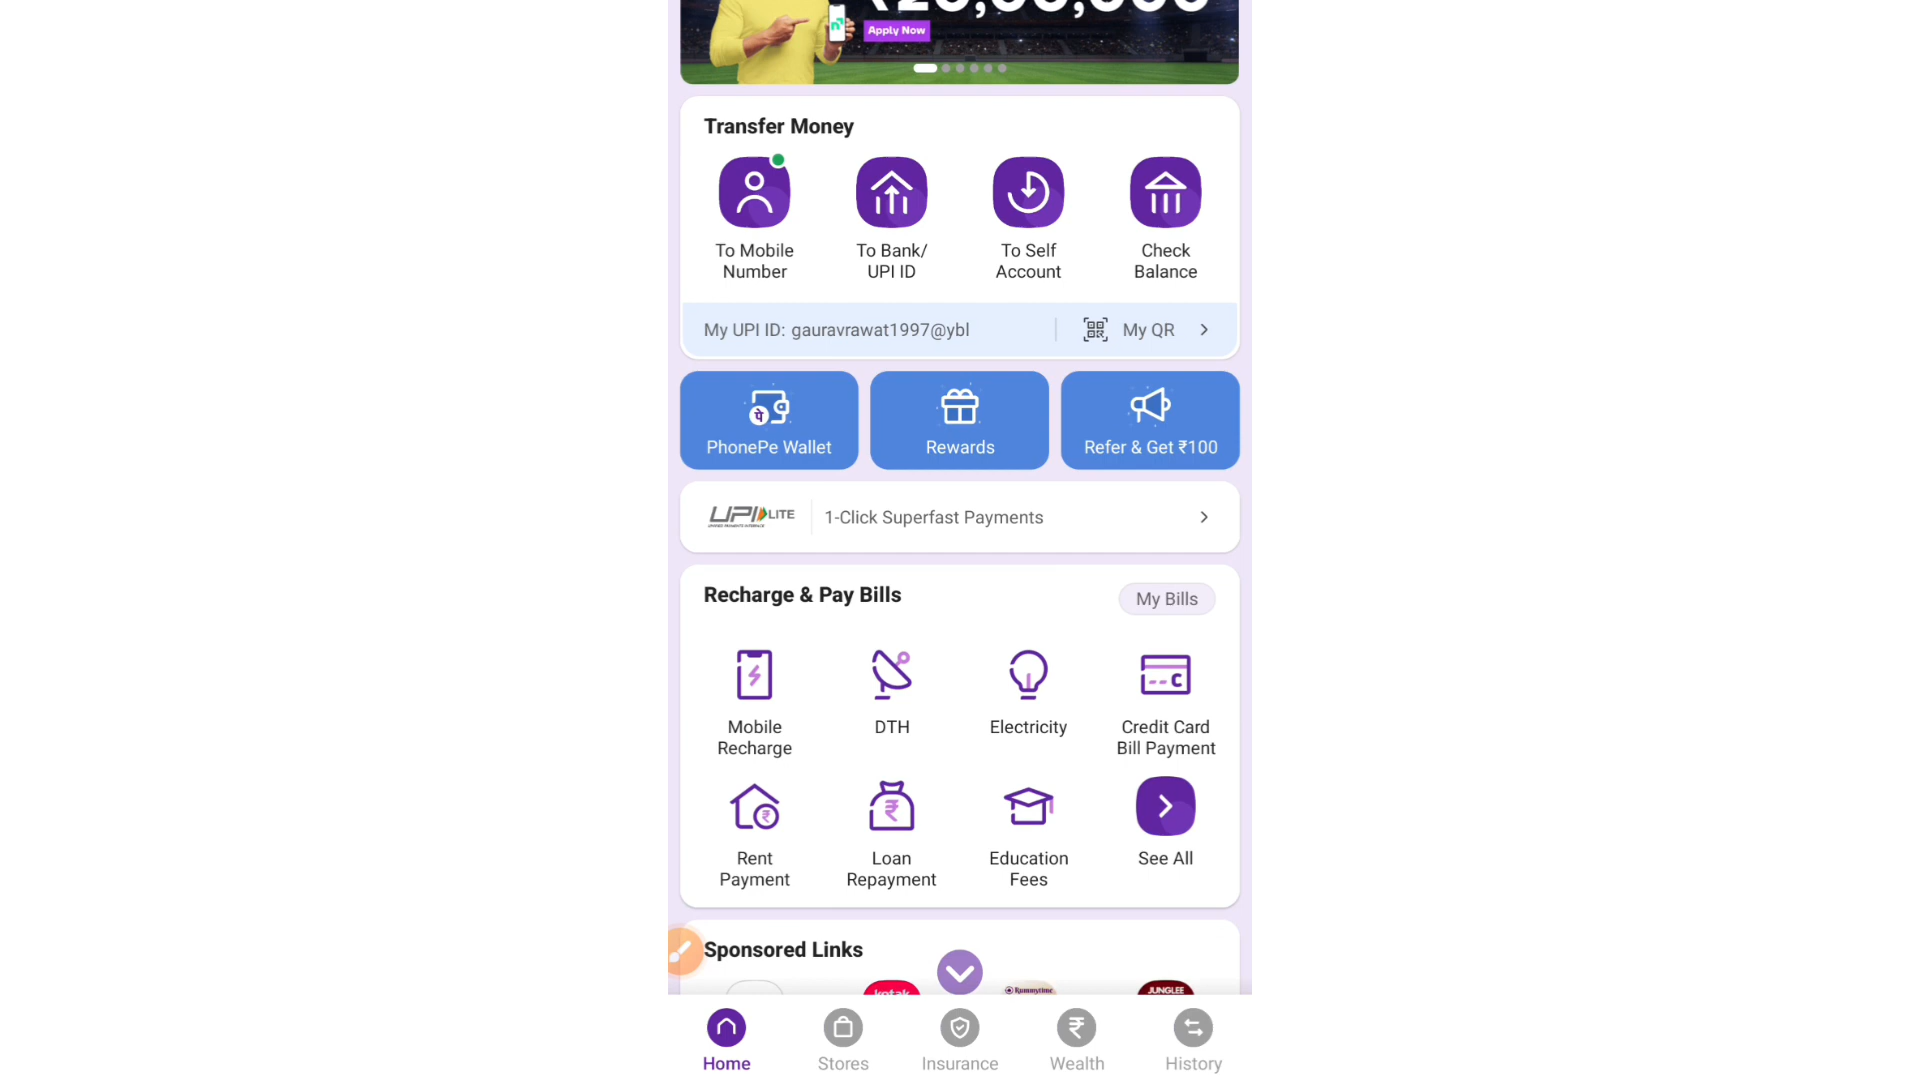 Apply Now
Transfer Money
To Mobile
Number
To Bank/
UPI ID
To Self
Account
Check
Balance
My UPI ID: gauravrawat1997@ybl
My QR
PhonePe Wallet
Rewards
Refer & Get ₹100
UPI LITE
1-Click Superfast Payments
Recharge & Pay Bills
My Bills
Mobile
Recharge
DTH
Electricity
Credit Card
Bill Payment
Rent
Payment
Loan
Repayment
Education
Fees
See All
Sponsored Links
kotak
Rummytime
JUNGLEE
Home
Stores
Insurance
Wealth
History